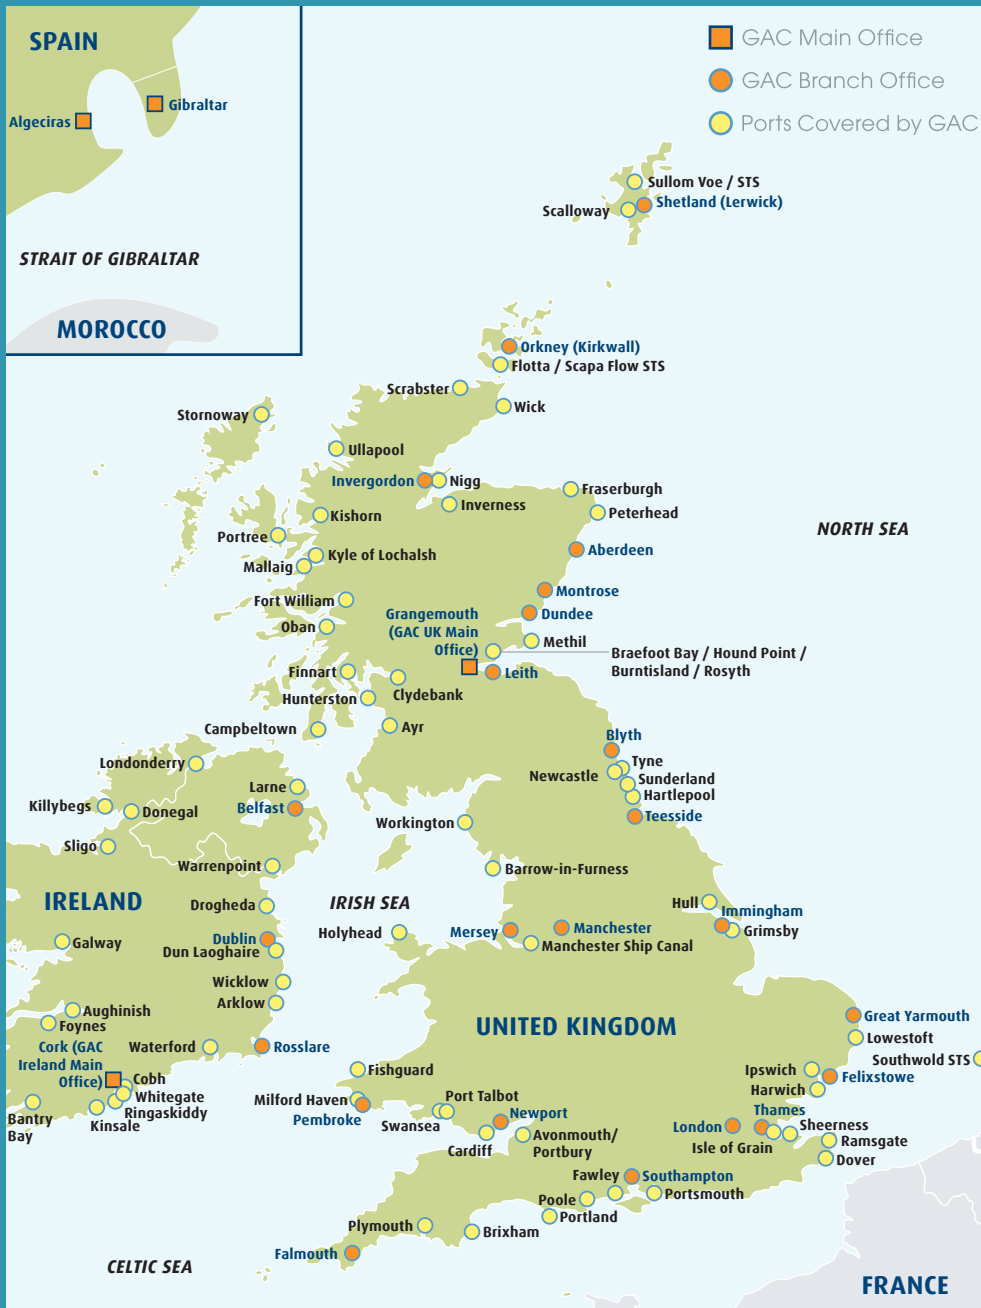 SPAIN
GAC Main Office
GAC Branch Office
Gibraltar
Algeciras
Ports Covered by GAC
Sullom Voe / STS
Shetland (Lerwick)
Scalloway
STRAIT OF GIBRALTAR
MOROCCO
Orkney (Kirkwall)
Flotta / Scapa Flow STS
Scrabster
Wick
Stornoway
Ullapool
Invergordon
Nigg
Fraserburgh
Inverness
Peterhead
Kishorn
NORTH SEA
Portree
Aberdeen
Kyle of Lochalsh
Mallaig
Montrose
Fort William
Grangemouth
(GAC UK Main
Office)
Dundee
Oban
Methil
Braefoot Bay / Hound Point /
Burntisland / Rosyth
Finnart
Leith
Clydebank
Hunterston
Campbeltown
Ayr
Blyth
Londonderry
Tyne
Newclastle
Sunderland
Larne
Hartlepool
Killybegs
Belfast
Donegal
Teesside
Workington
Sligo
Warrenpoint
Barrow-in-Furness
IRELAND
Drogheda
IRISH SEA
Hull
Immingham
Holyhead
Mersey
Manchester
Grimsby
Galway
Dublin
Manchester Ship Canal
Dun Laoghaire
Wicklow
Arklow
Aughinish
Foynes
UNITED KINGDOM
Great Yarmouth
Lowestoft
Cork (GAC
Ireland Main
Office)
Waterford
Rosslare
Southwold STS
Fishguard
Ipswich
Felixstowe
Cobh
Harwich
Whitegate
Ringaskiddy
Milford Haven
Port Talbot
Pembroke
Newport
Thames
Bantry
Bay
Kinsale
Swansea
London
Sheerness
Cardiff
Avonmouth/
Portbury
Isle of Grain
Ramsgate
Dover
Fawley
Southampton
Portsmouth
Poole
Portland
Plymouth
Brixham
Falmouth
CELTIC SEA
FRANCE